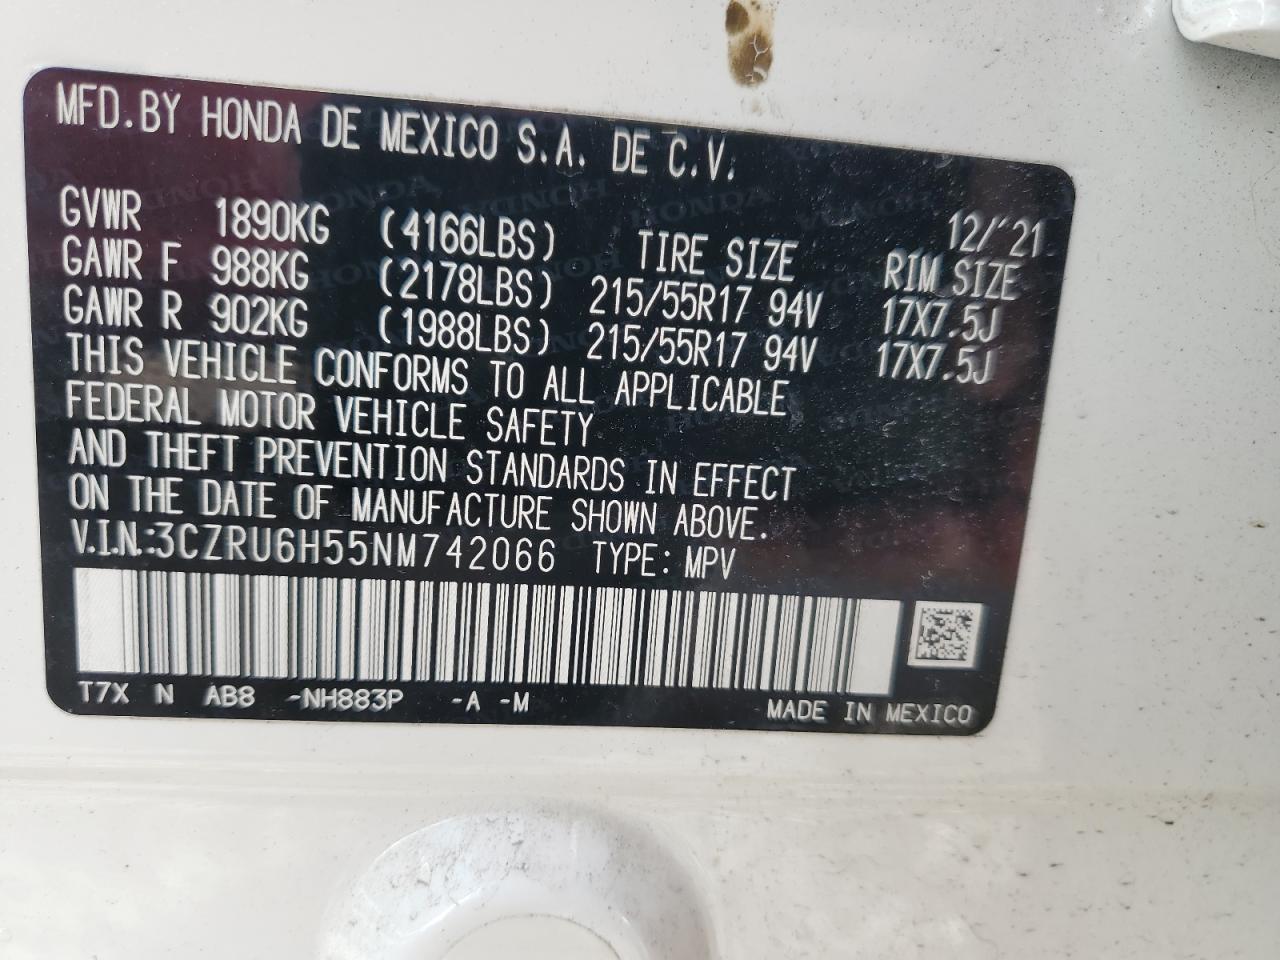 MFD.BY HONDA DE MEXICO S.A. DE C.V.
12/'21
GVWR 1890KG (4166LBS) TIRE SIZE RIM SIZE
GAWR F 988KG (2178LBS) 215/55R17 94V 17X7.5J
GAWR R 902KG (1988LBS) 215/55R17 94V 17X7.5J
THIS VEHICLE CONFORMS TO ALL APPLICABLE
FEDERAL MOTOR VEHICLE SAFETY
AND THEFT PREVENTION STANDARDS IN EFFECT
ON THE DATE OF MANUFACTURE SHOWN ABOVE.
V.I.N.:3CZRU6H55NM742066 TYPE: MPV
T7X N AB8 -NH883P -A -M
MADE IN MEXICO